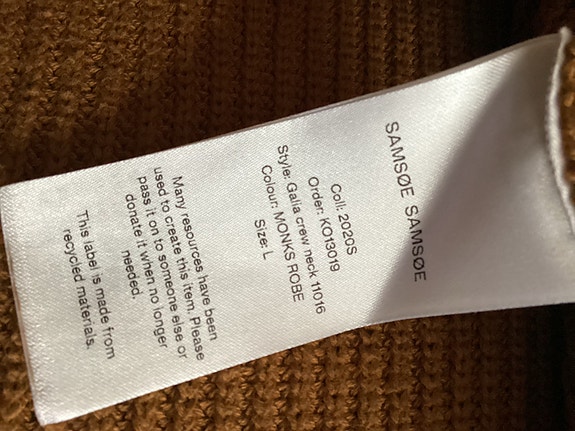 SAMSØE SAMSØE
Coll: 2020S
Order: KO13019
Style: Galia crew neck 11016
Colour: MONKS ROBE
Size: L
Many resources have been
used to create this item. Please
pass it on to someone else or
donate it when no longer
needed.
This label is made from
recycled materials.